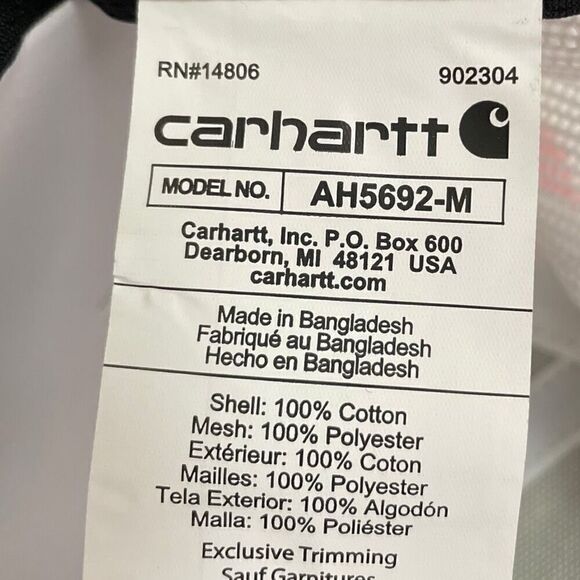 RN#14806 902304
carhartt
MODEL NO. AH5692-M
Carhartt, Inc. P.O. Box 600
Dearborn, MI 48121 USA
carhartt.com
Made in Bangladesh
Fabriqué au Bangladesh
Hecho en Bangladesh
Shell: 100% Cotton
Mesh: 100% Polyester
Extérieur: 100% Coton
Mailles: 100% Polyester
Tela Exterior: 100% Algodón
Malla: 100% Poliéster
Exclusive Trimming
Sauf Garnitures